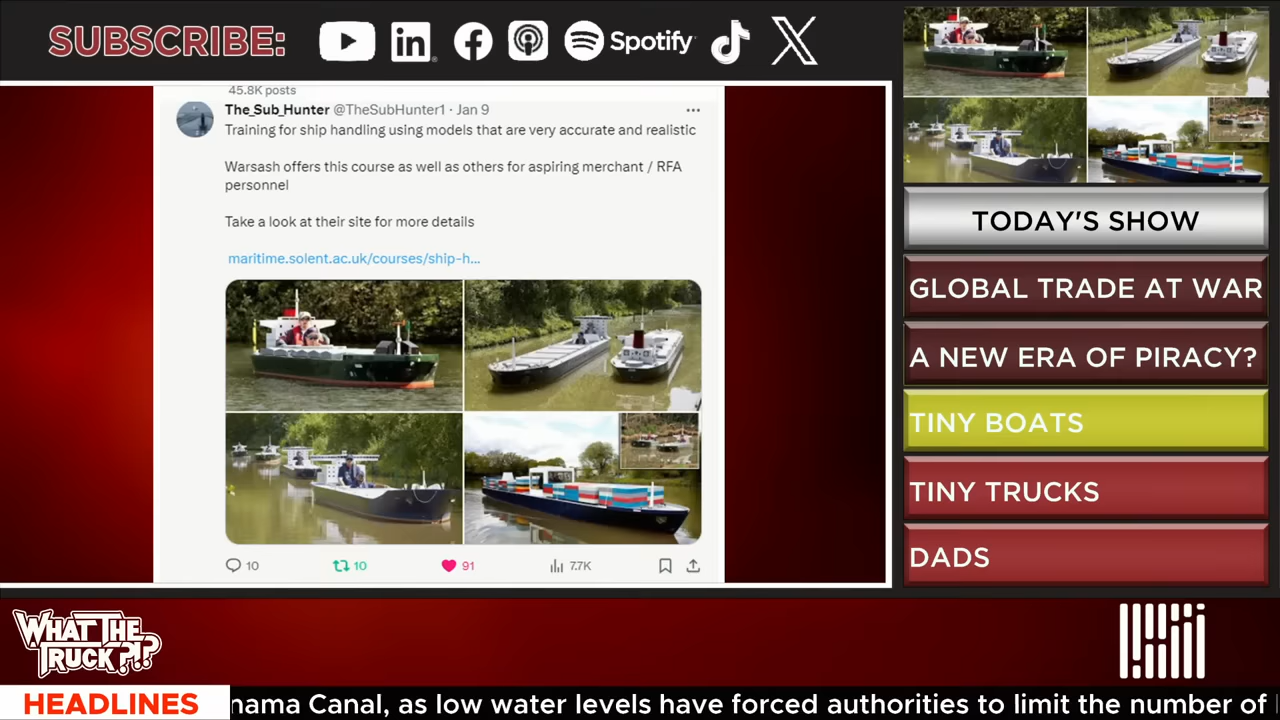 SUBSCRIBE:
Spotify
45.8K posts
The_Sub_Hunter @TheSubHunter1 · Jan 9
Training for ship handling using models that are very accurate and realistic
Warsash offers this course as well as others for aspiring merchant / RFA
personnel
Take a look at their site for more details
maritime.solent.ac.uk/courses/ship-h...
10
10
91
7.7K
TODAY'S SHOW
GLOBAL TRADE AT WAR
A NEW ERA OF PIRACY?
TINY BOATS
TINY TRUCKS
DADS
WHAT THE
TRUCK?!?
HEADLINES
nama Canal, as low water levels have forced authorities to limit the number of